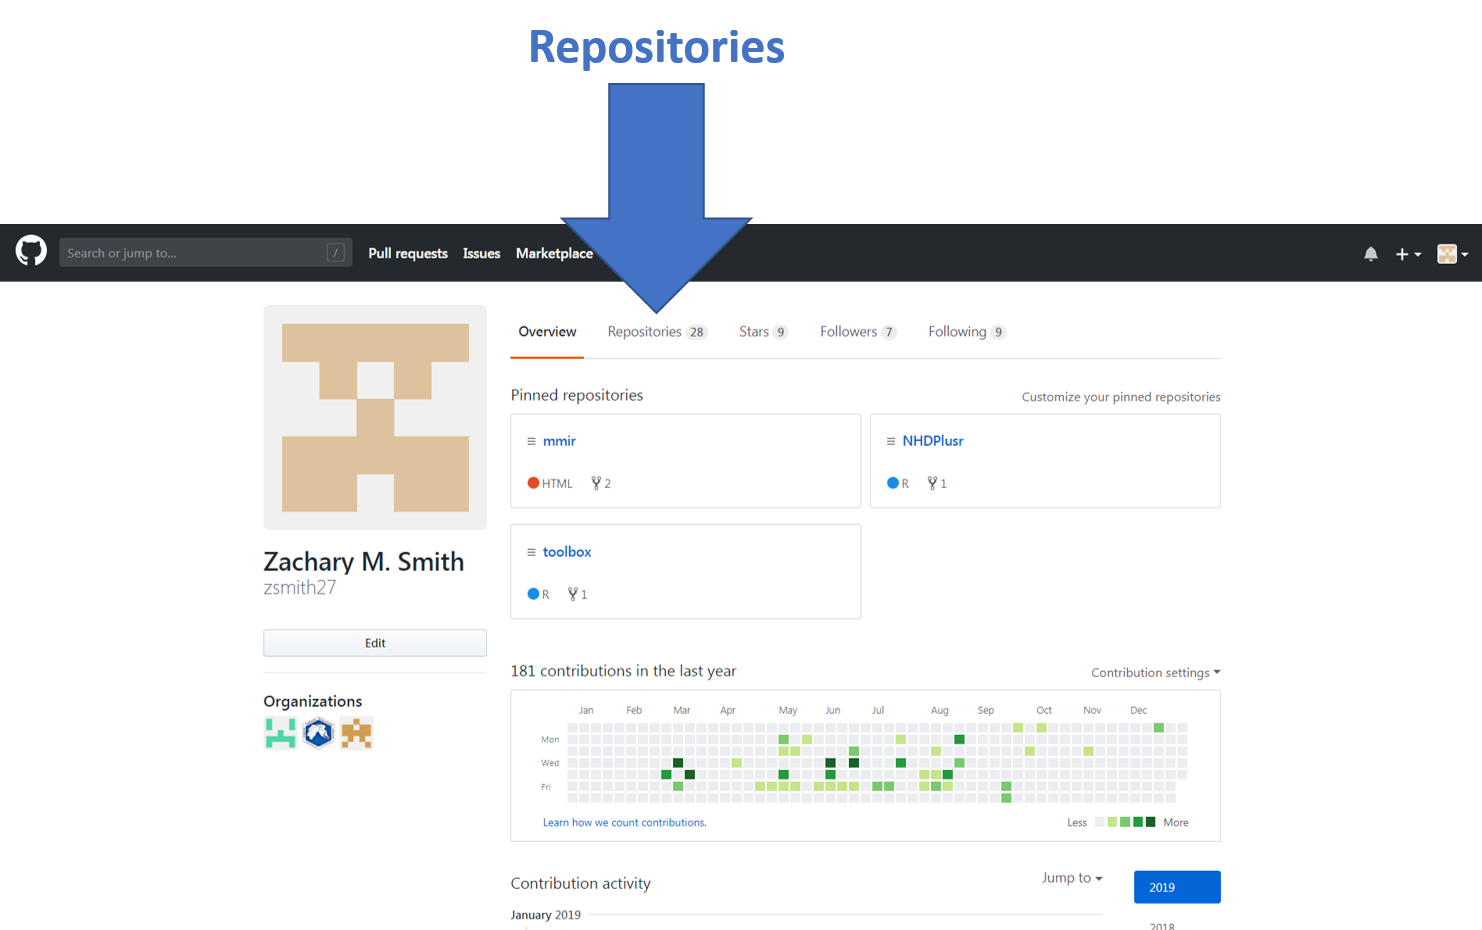 Repositories
Search or jump to... /
Pull requests Issues Marketplace
Overview Repositories 28 Stars 9 Followers 7 Following 9
Pinned repositories Customize your pinned repositories
mmir
HTML 2
NHDPlusr
R 1
toolbox
R 1
Zachary M. Smith
zsmith27
Edit
Organizations
181 contributions in the last year Contribution settings
Jan Feb Mar Apr May Jun Jul Aug Sep Oct Nov Dec
Mon
Wed
Fri
Learn how we count contributions. Less More
Contribution activity Jump to 2019
January 2019
2018